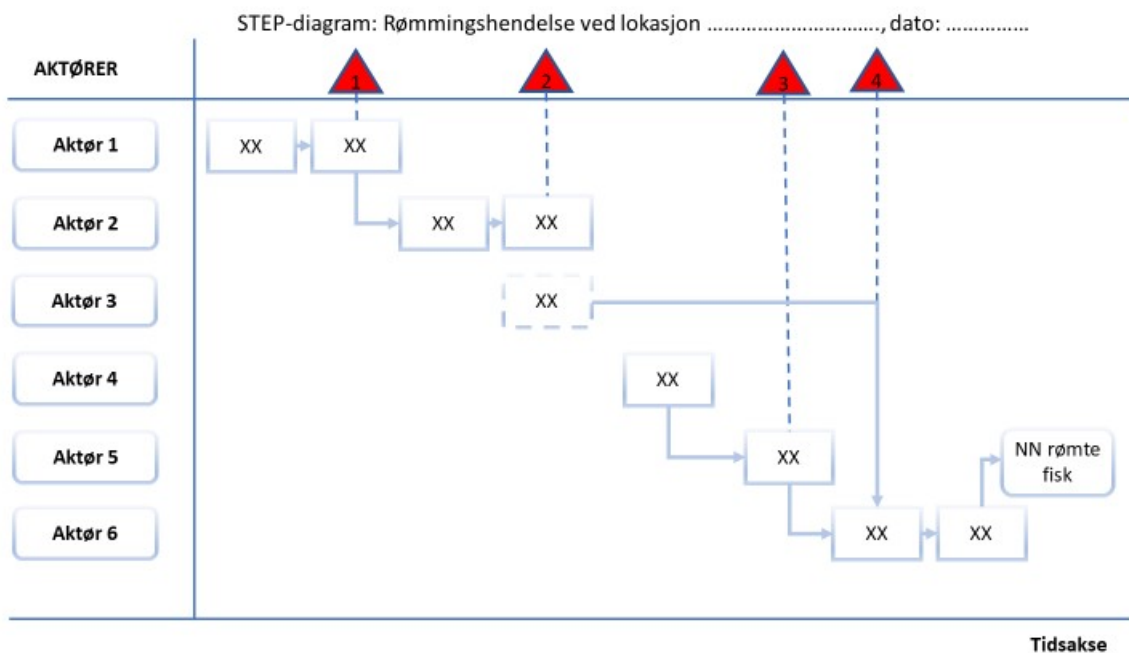 STEP-diagram: Rømmingshendelse ved lokasjon ................................, dato: ...............
AKTØRER
1
2
3
4
Aktør 1
XX
XX
Aktør 2
XX
XX
Aktør 3
XX
Aktør 4
XX
Aktør 5
XX
NN rømte
fisk
Aktør 6
XX
XX
Tidsakse